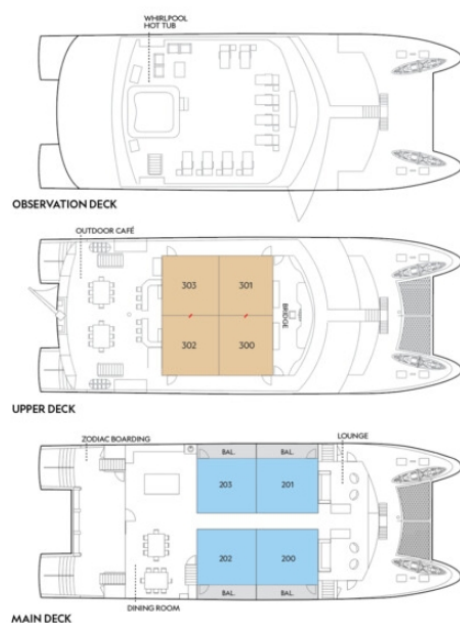 WHIRLPOOL
HOT TUB
OBSERVATION DECK
OUTDOOR CAFÉ
303
301
BRIDGE
302
300
UPPER DECK
ZODIAC BOARDING
LOUNGE
BAL.
BAL.
203
201
202
200
BAL.
BAL.
DINING ROOM
MAIN DECK